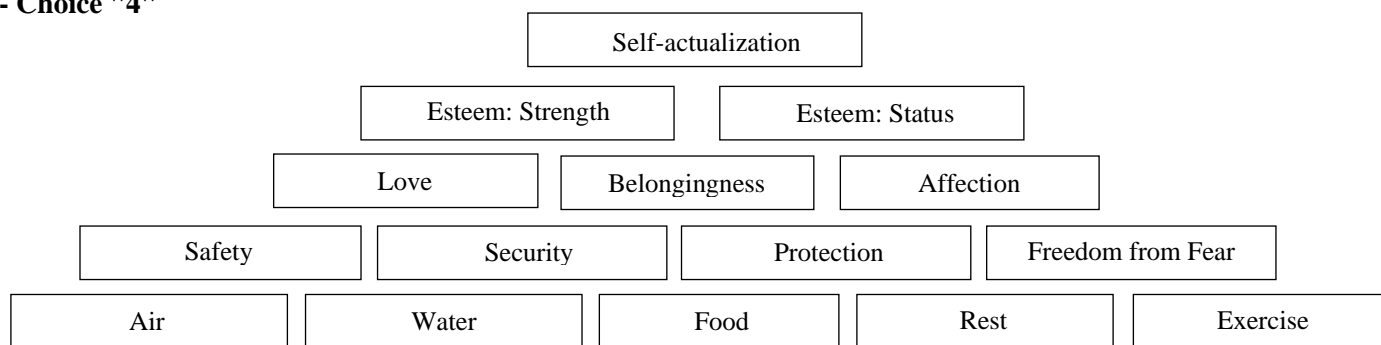 - Choice "4"
Self-actualization
Esteem: Strength Esteem: Status
Love Belongingness Affection
Safety Security Protection Freedom from Fear
Air Water Food Rest Exercise